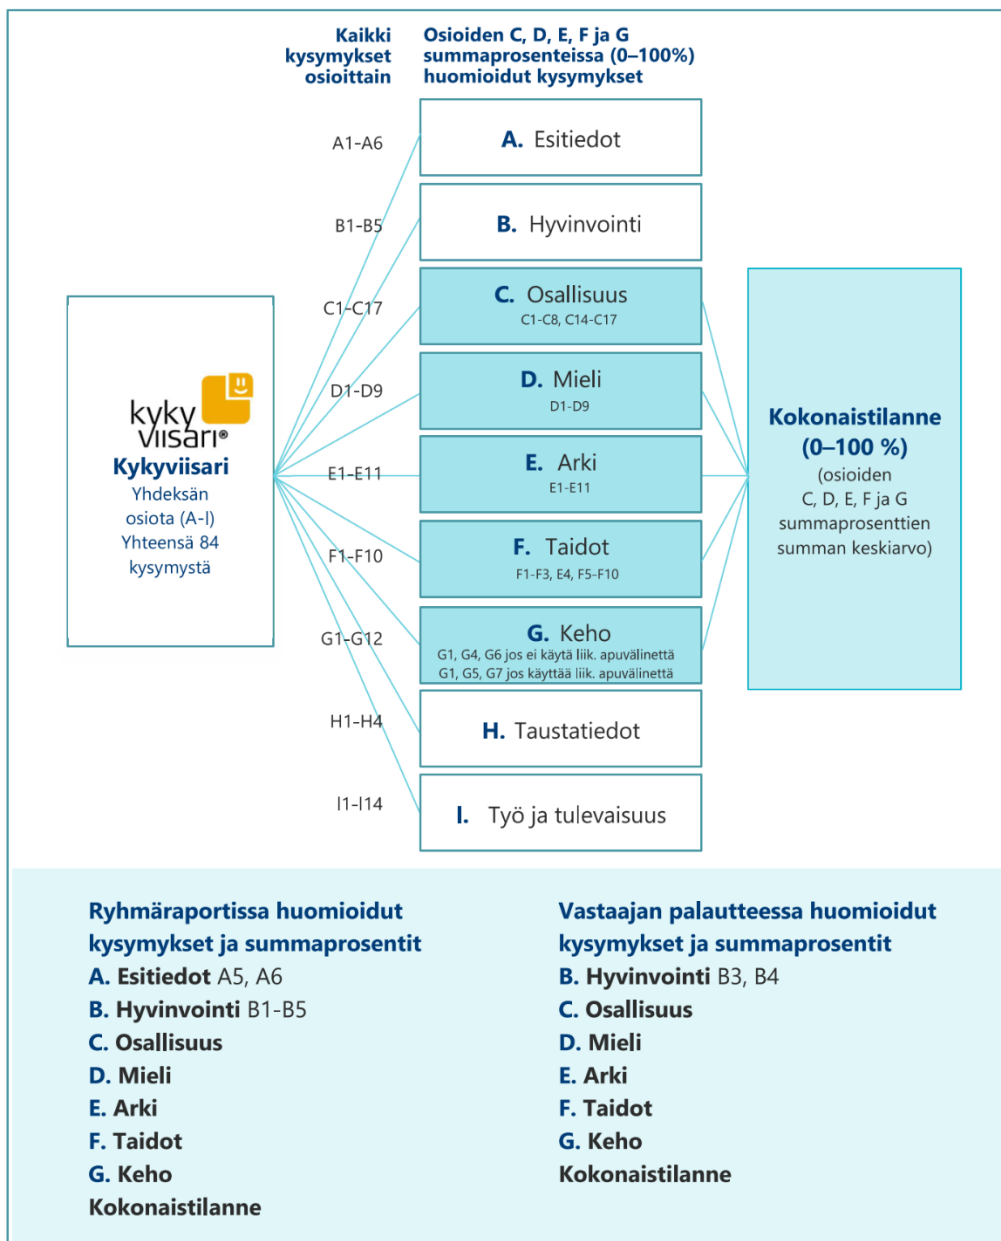 Kaikki
kysymykset
osioittain
Osioiden C, D, E, F ja G
summaprosenteissa (0–100%)
huomioidut kysymykset
A1-A6
A. Esitiedot
B1-B5
B. Hyvinvointi
C1-C17
C. Osallisuus
C1-C8, C14-C17
D1-D9
D. Mieli
D1-D9
E1-E11
E. Arki
E1-E11
F1-F10
F. Taidot
F1-F3, E4, F5-F10
G1-G12
G. Keho
G1, G4, G6 jos ei käytä liik. apuvälinettä
G1, G5, G7 jos käyttää liik. apuvälinettä
H1-H4
H. Taustatiedot
I1-I14
I. Työ ja tulevaisuus
kyky
viisari®
Kykyviisari
Yhdeksän
osiota (A-I)
Yhteensä 84
kysymystä
Kokonaistilanne
(0–100 %)
(osioiden
C, D, E, F ja G
summaprosenttien
summan keskiarvo)
Ryhmäraportissa huomioidut
kysymykset ja summaprosentit
A. Esitiedot A5, A6
B. Hyvinvointi B1-B5
C. Osallisuus
D. Mieli
E. Arki
F. Taidot
G. Keho
Kokonaistilanne
Vastaajan palautteessa huomioidut
kysymykset ja summaprosentit
B. Hyvinvointi B3, B4
C. Osallisuus
D. Mieli
E. Arki
F. Taidot
G. Keho
Kokonaistilanne